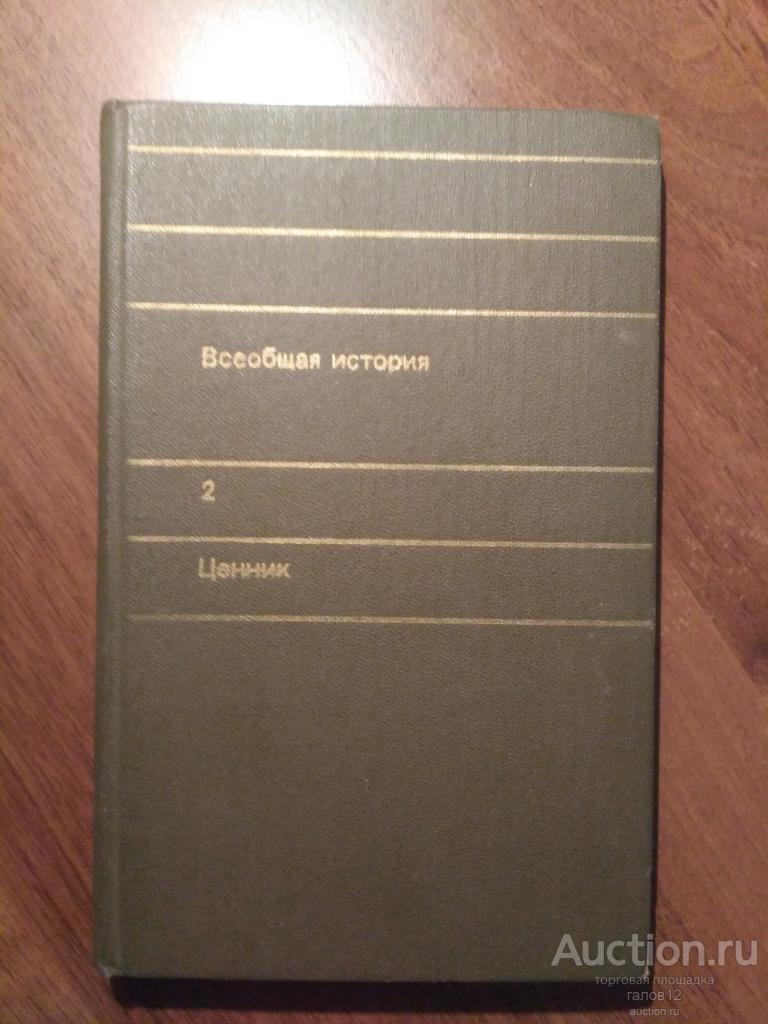 Всеобщая история
2
Ценник
Auction.ru
торговая площадка
галов12
auction.ru